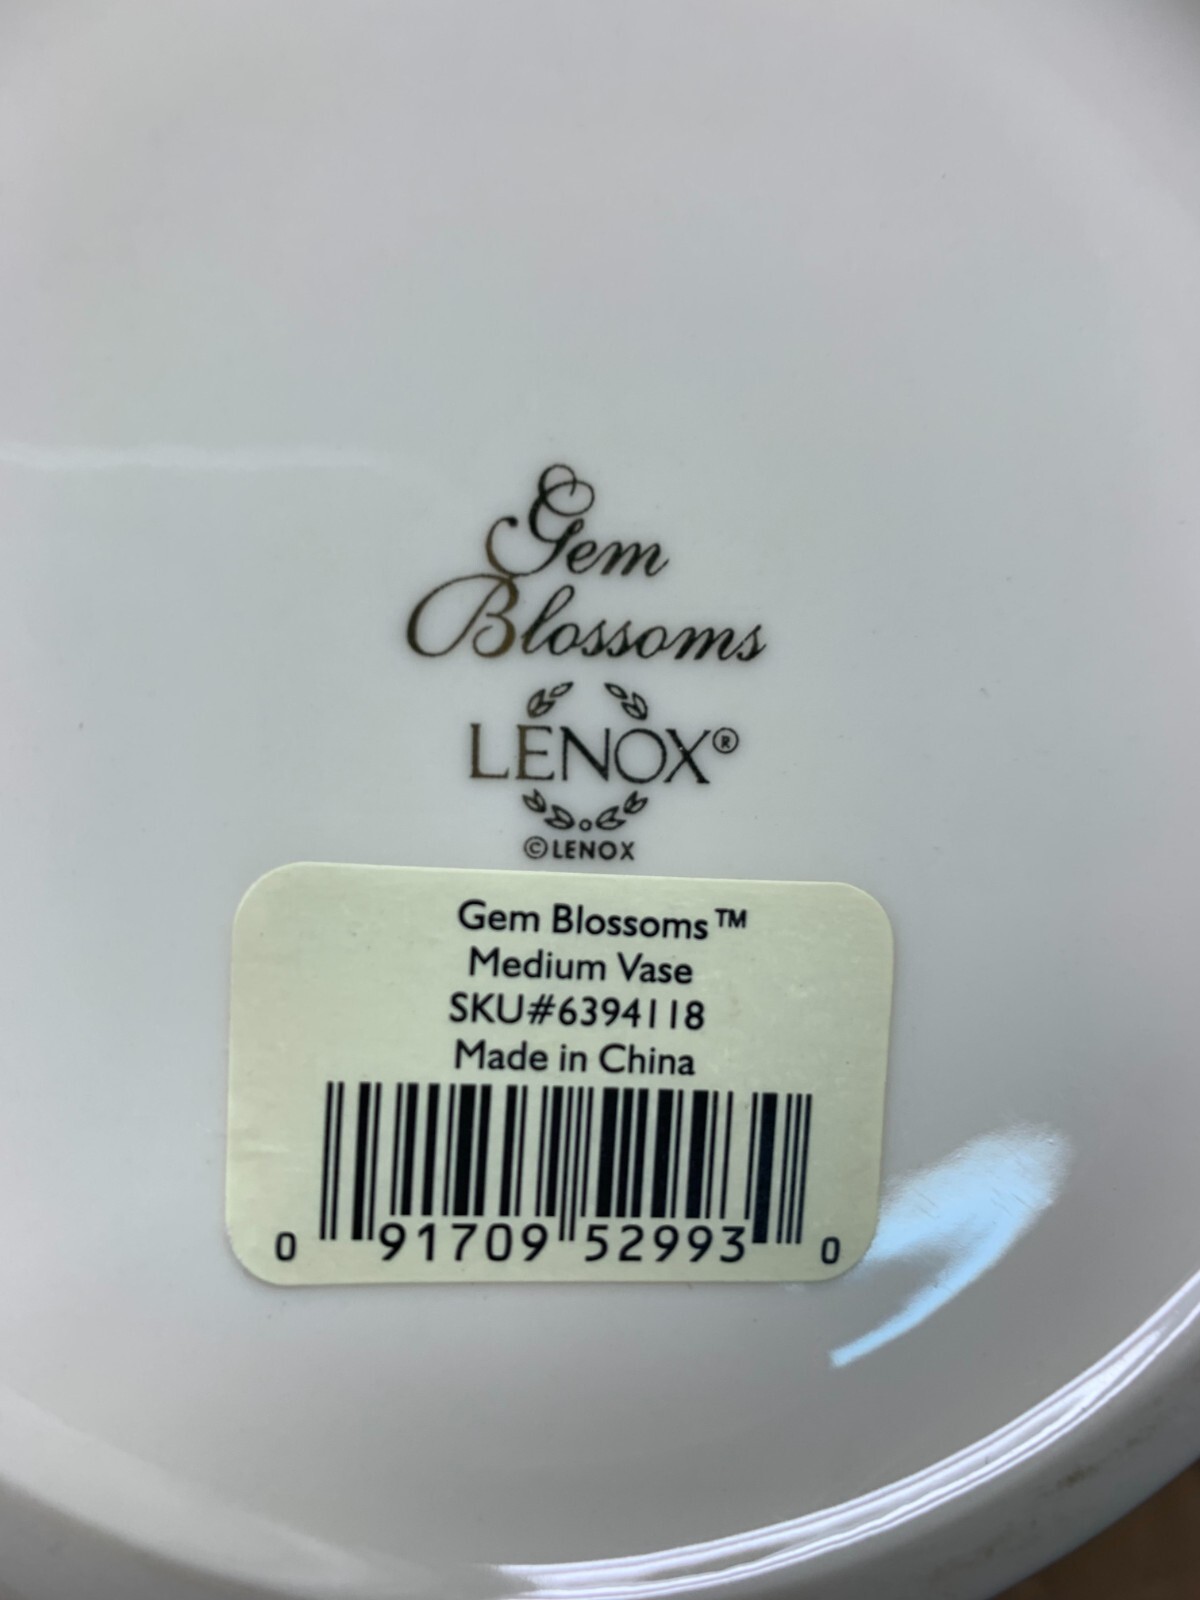 Gem
Blossoms
LENOX®
©LENOX
Gem Blossoms™
Medium Vase
SKU#6394118
Made in China
0 91709 52993 0